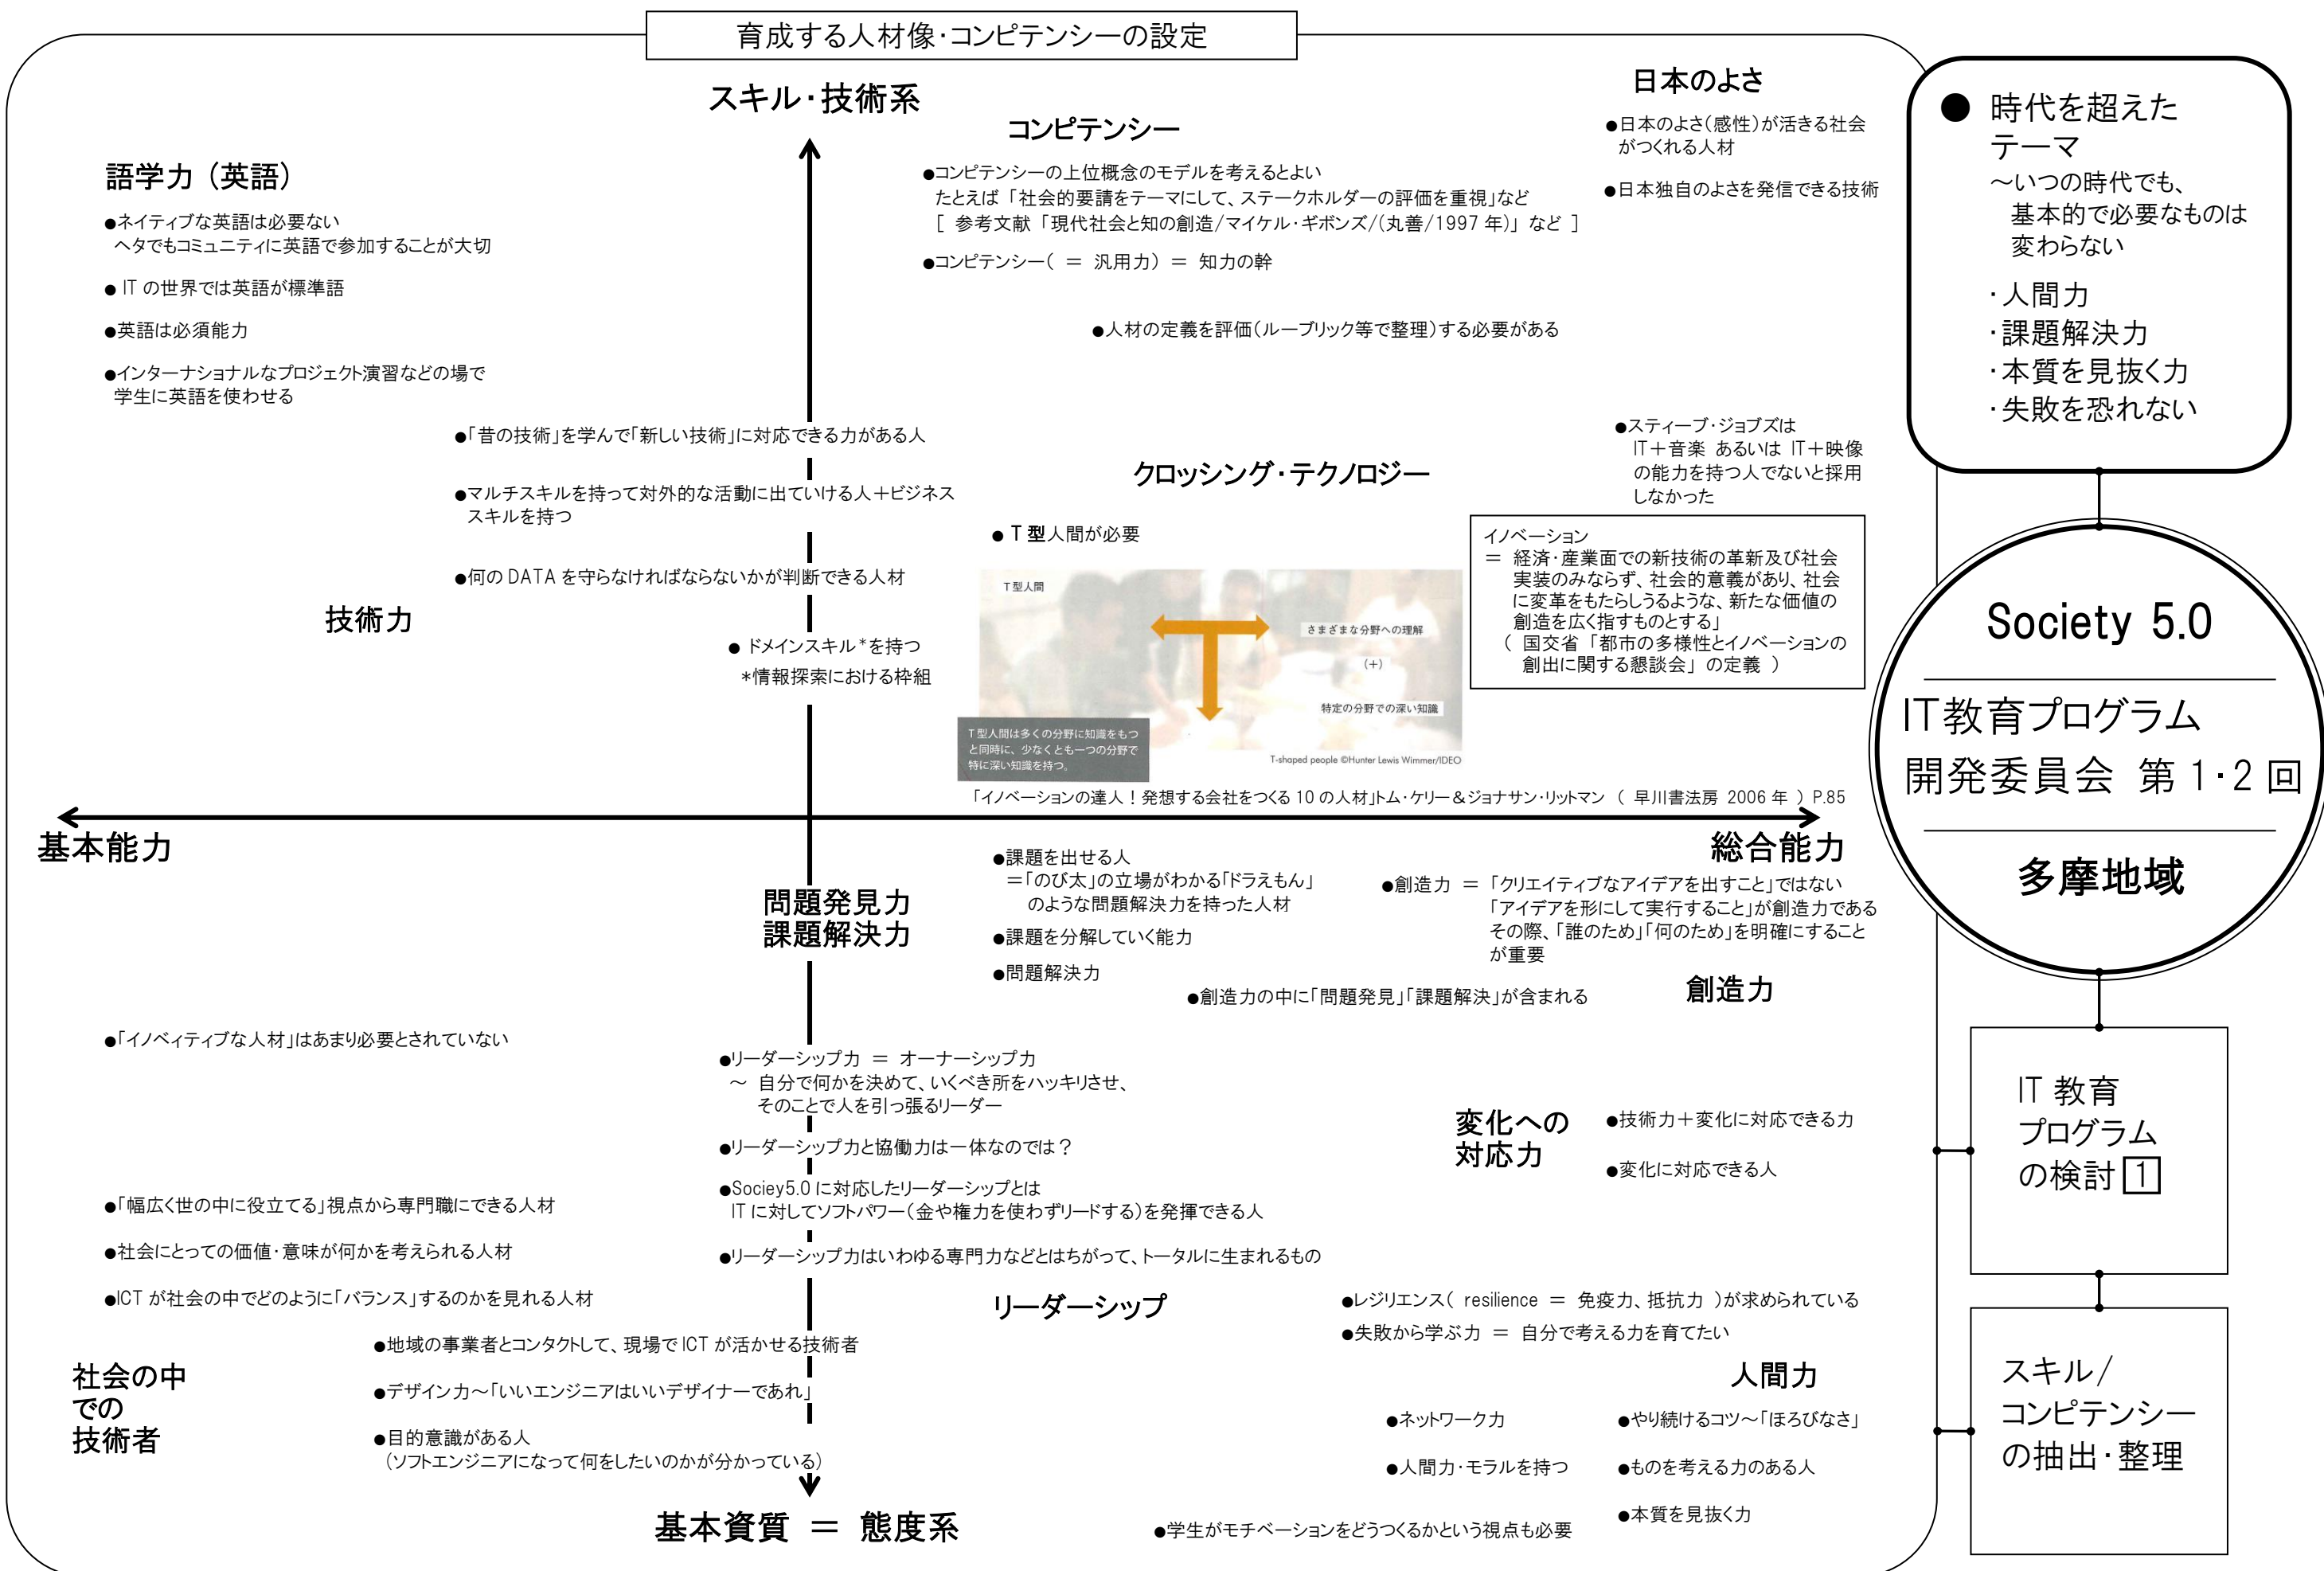 育成する人材像・コンピテンシーの設定
スキル・技術系
語学力（英語）
●ネイティブな英語は必要ない
ヘタでもコミュニティに英語で参加することが大切
● IT の世界では英語が標準語
●英語は必須能力
●インターナショナルなプロジェクト演習などの場で
学生に英語を使わせる
コンピテンシー
●コンピテンシーの上位概念のモデルを考えるとよい
たとえば「社会的要請をテーマにして、ステークホルダーの評価を重視」など
［ 参考文献「現代社会と知の創造/マイケル・ギボンズ/(丸善/1997 年)」など ］
●コンピテンシー( ＝ 汎用力) ＝ 知力の幹
●人材の定義を評価(ルーブリック等で整理)する必要がある
日本のよさ
●日本のよさ(感性)が活きる社会
がつくれる人材
●日本独自のよさを発信できる技術
●「昔の技術」を学んで「新しい技術」に対応できる力がある人
●マルチスキルを持って対外的な活動に出ていける人＋ビジネス
スキルを持つ
●何の DATA を守らなければならないかが判断できる人材
技術力
● ドメインスキル＊を持つ
＊情報探索における枠組
クロッシング・テクノロジー
● T 型人間が必要
T 型人間
さまざまな分野への理解
(＋)
特定の分野での深い知識
T 型人間は多くの分野に知識をもつ
と同時に、少なくとも一つの分野で
特に深い知識を持つ。
T-shaped people ©Hunter Lewis Wimmer/IDEO
「イノベーションの達人！発想する会社をつくる 10 の人材」トム・ケリー＆ジョナサン・リットマン （ 早川書法房 2006 年 ） P.85
●スティーブ・ジョブズは
IT＋音楽 あるいは IT＋映像
の能力を持つ人でないと採用
しなかった
イノベーション
＝ 経済・産業面での新技術の革新及び社会
実装のみならず、社会的意義があり、社会
に変革をもたらしうるような、新たな価値の
創造を広く指すものとする」
（ 国交省「都市の多様性とイノベーションの
創出に関する懇談会」の定義 ）
基本能力
総合能力
問題発見力
課題解決力
●課題を出せる人
＝「のび太」の立場がわかる「ドラえもん」
のような問題解決力を持った人材
●課題を分解していく能力
●問題解決力
●創造力 ＝ 「クリエイティブなアイデアを出すこと」ではない
「アイデアを形にして実行すること」が創造力である
その際、「誰のため」「何のため」を明確にすること
が重要
●創造力の中に「問題発見」「課題解決」が含まれる
創造力
●「イノベィティブな人材」はあまり必要とされていない
●リーダーシップ力 ＝ オーナーシップ力
～ 自分で何かを決めて、いくべき所をハッキリさせ、
そのことで人を引っ張るリーダー
●リーダーシップ力と協働力は一体なのでは？
●Sociey5.0 に対応したリーダーシップとは
IT に対してソフトパワー(金や権力を使わずリードする)を発揮できる人
●リーダーシップ力はいわゆる専門力などとはちがって、トータルに生まれるもの
リーダーシップ
変化への
対応力
●技術力＋変化に対応できる力
●変化に対応できる人
●「幅広く世の中に役立てる」視点から専門職にできる人材
●社会にとっての価値・意味が何かを考えられる人材
●ICT が社会の中でどのように「バランス」するのかを見れる人材
社会の中
での
技術者
●地域の事業者とコンタクトして、現場で ICT が活かせる技術者
●デザイン力～「いいエンジニアはいいデザイナーであれ」
●目的意識がある人
(ソフトエンジニアになって何をしたいのかが分かっている)
●レジリエンス( resilience ＝ 免疫力、抵抗力 )が求められている
●失敗から学ぶ力 ＝ 自分で考える力を育てたい
人間力
●ネットワーク力
●人間力・モラルを持つ
●やり続けるコツ～「ほろびなさ」
●ものを考える力のある人
●本質を見抜く力
●学生がモチベーションをどうつくるかという視点も必要
基本資質 ＝ 態度系
● 時代を超えた
テーマ
～いつの時代でも、
基本的で必要なものは
変わらない
・人間力
・課題解決力
・本質を見抜く力
・失敗を恐れない
Society 5.0
IT教育プログラム
開発委員会 第 1・2 回
多摩地域
IT 教育
プログラム
の検討 1
スキル/
コンピテンシー
の抽出・整理